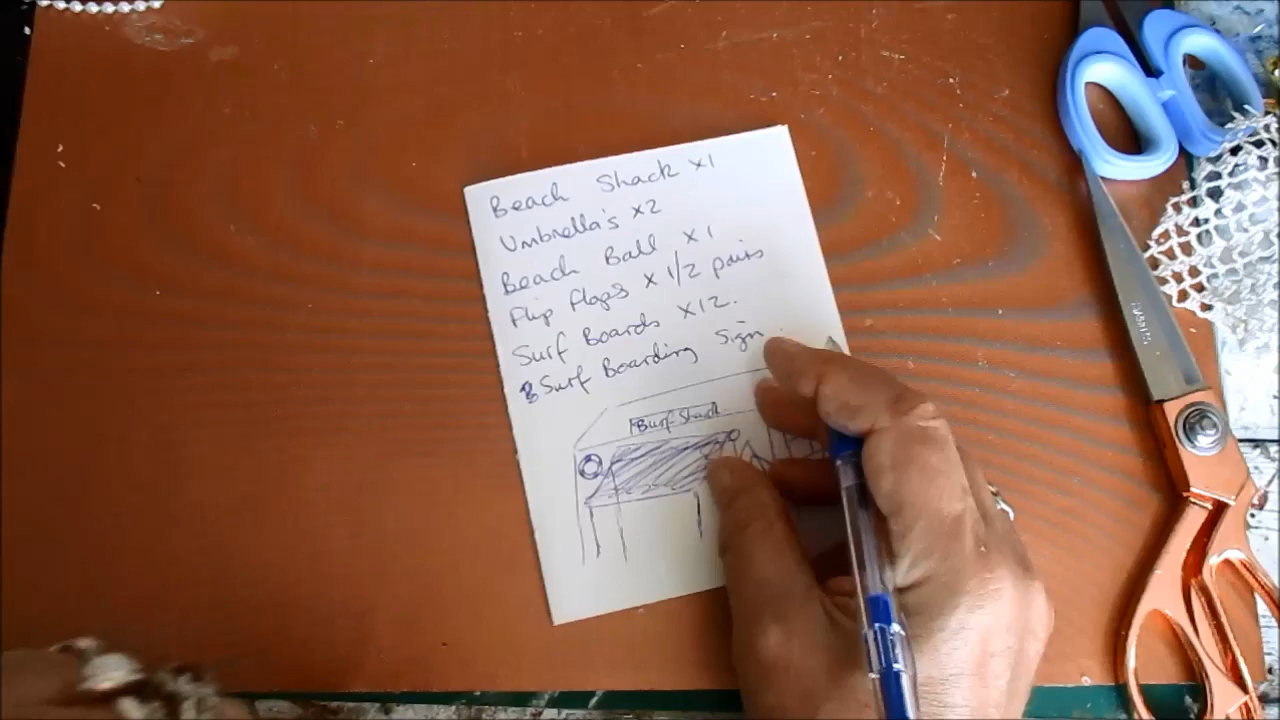 Beach Shack x1
Umbrella's x2
Beach Ball x1
Flip Flops x 1/2 pairs
Surf Boards x12.
Surf Boarding Sign
Surf Shack